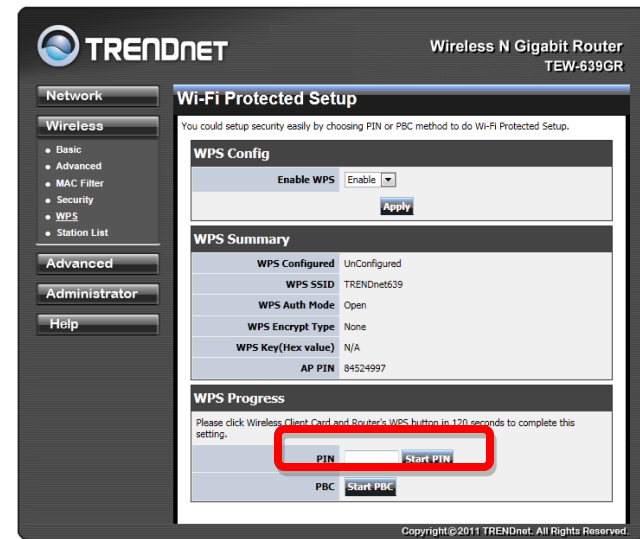 TRENDNET
Wireless N Gigabit Router
TEW-639GR
Network
Wireless
Basic
Advanced
MAC Filter
Security
WPS
Station List
Advanced
Administrator
Help
Wi-Fi Protected Setup
You could setup security easily by choosing PIN or PBC method to do Wi-Fi Protected Setup.
WPS Config
Enable WPS Enable
Apply
WPS Summary
WPS Configured UnConfigured
WPS SSID TRENDnet639
WPS Auth Mode Open
WPS Encrypt Type None
WPS Key(Hex value) N/A
AP PIN 84524997
WPS Progress
Please click Wireless Client Card and Router's WPS button in 120 seconds to complete this
setting.
PIN Start PIN
PBC Start PBC
Copyright©2011 TRENDnet. All Rights Reserved.